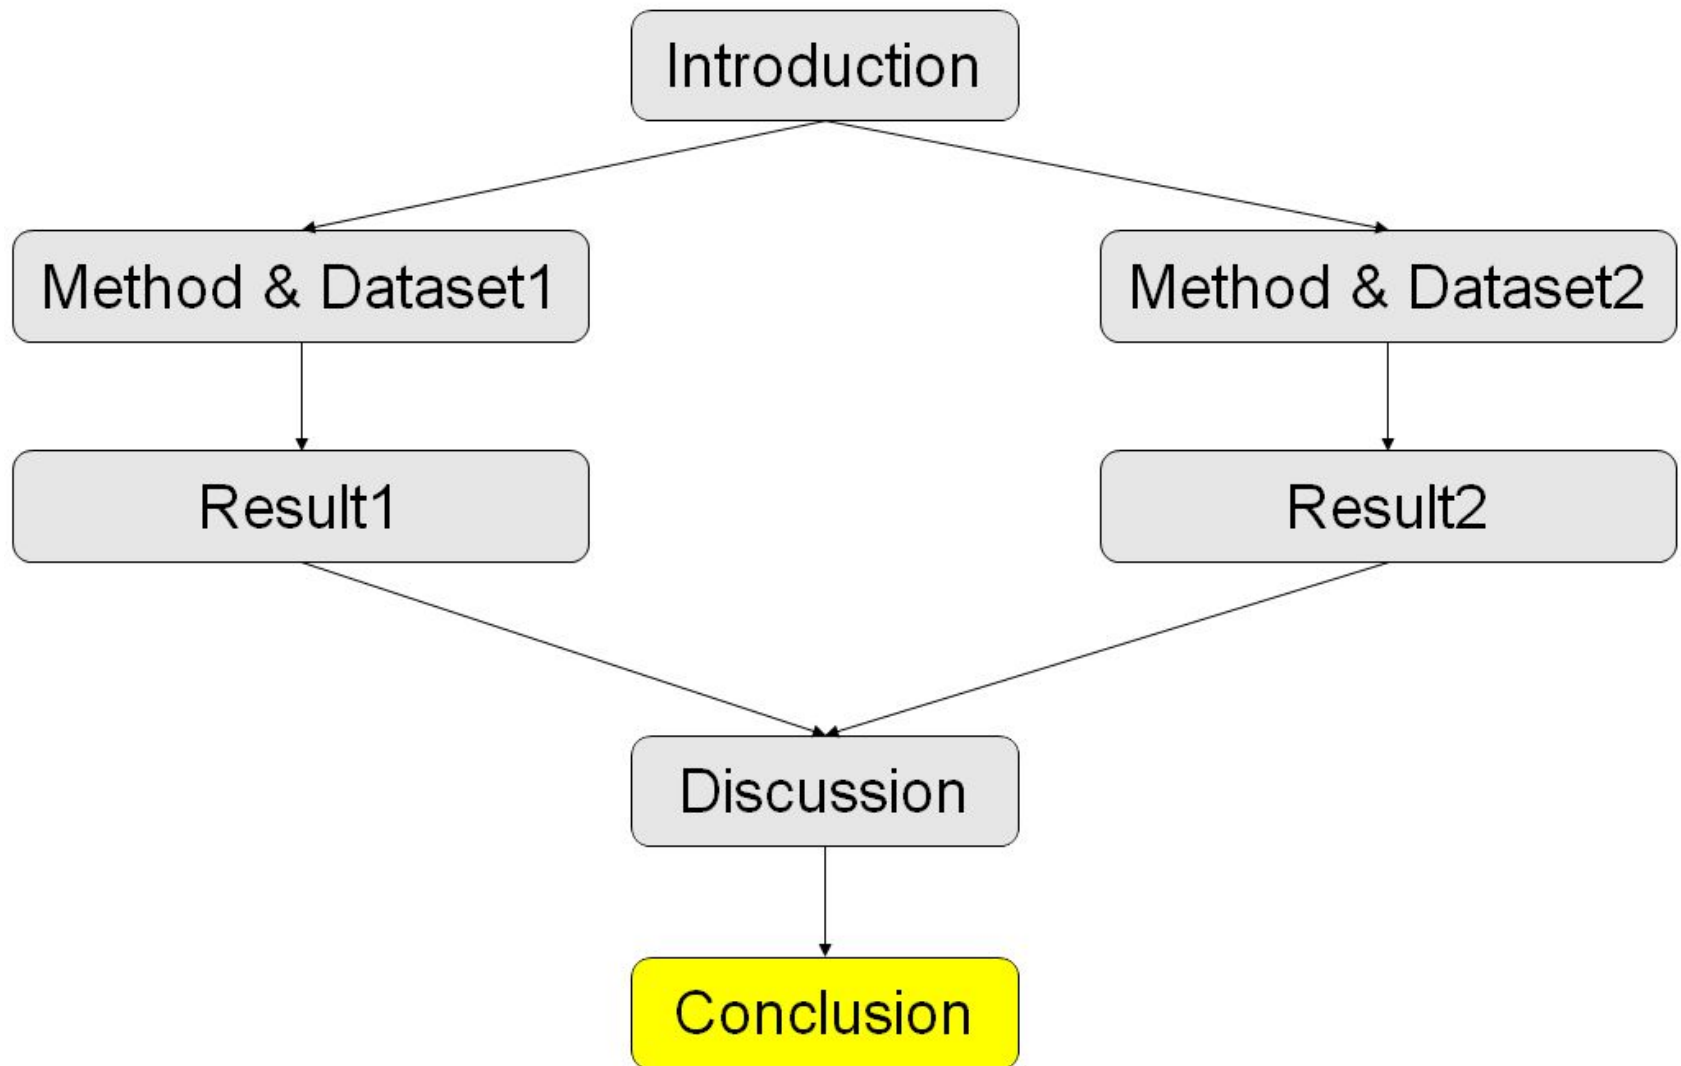 Introduction
Method & Dataset1
Method & Dataset2
Result1
Result2
Discussion
Conclusion